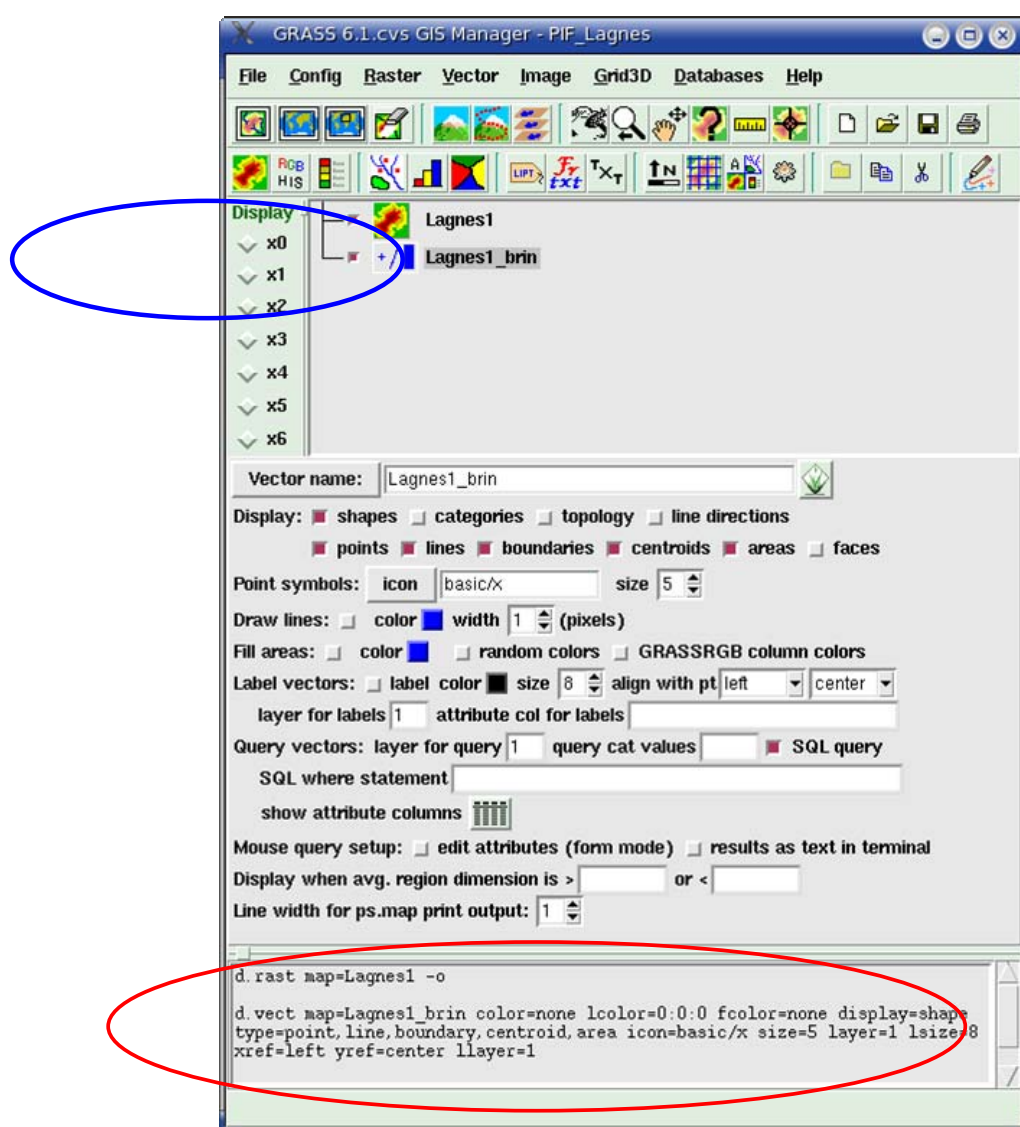 GRASS 6.1.cvs GIS Manager - PIF_Lagnes
File Config Raster Vector Image Grid3D Databases Help
RGB HIS LIPT Fr txt TXT N A
Display
Lagnes1
x0
Lagnes1_brin
x1
x2
x3
x4
x5
x6
Vector name: Lagnes1_brin
Display: shapes categories topology line directions
points lines boundaries centroids areas faces
Point symbols: icon basic/x size 5
Draw lines: color width 1 (pixels)
Fill areas: color random colors GRASSRGB column colors
Label vectors: label color size 8 align with pt left center
layer for labels 1 attribute col for labels
Query vectors: layer for query 1 query cat values SQL query
SQL where statement
show attribute columns
Mouse query setup: edit attributes (form mode) results as text in terminal
Display when avg. region dimension is > or <
Line width for ps.map print output: 1
d.rast map=Lagnes1 -o
d.vect map=Lagnes1_brin color=none lcolor=0:0:0 fcolor=none display=shape
type=point,line,boundary,centroid,area icon=basic/x size=5 layer=1 lsize=8
xref=left yref=center llayer=1